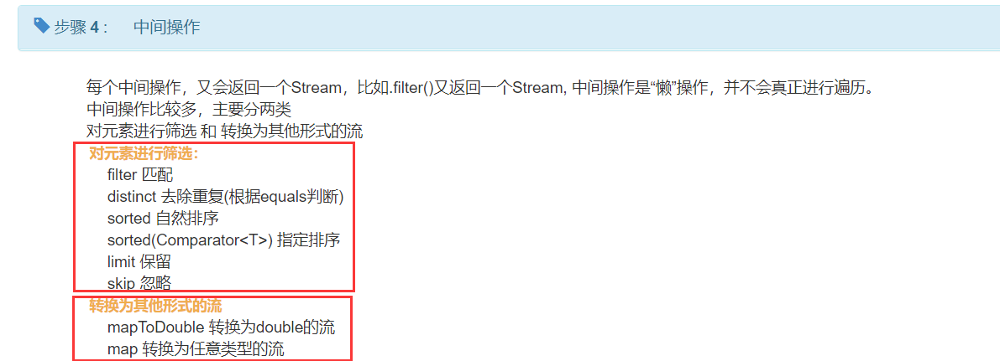 步骤 4 : 中间操作
每个中间操作，又会返回一个Stream，比如.filter()又返回一个Stream, 中间操作是“懒”操作，并不会真正进行遍历。
中间操作比较多，主要分两类
对元素进行筛选 和 转换为其他形式的流
对元素进行筛选：
filter 匹配
distinct 去除重复(根据equals判断)
sorted 自然排序
sorted(Comparator<T>) 指定排序
limit 保留
skip 忽略
转换为其他形式的流
mapToDouble 转换为double的流
map 转换为任意类型的流